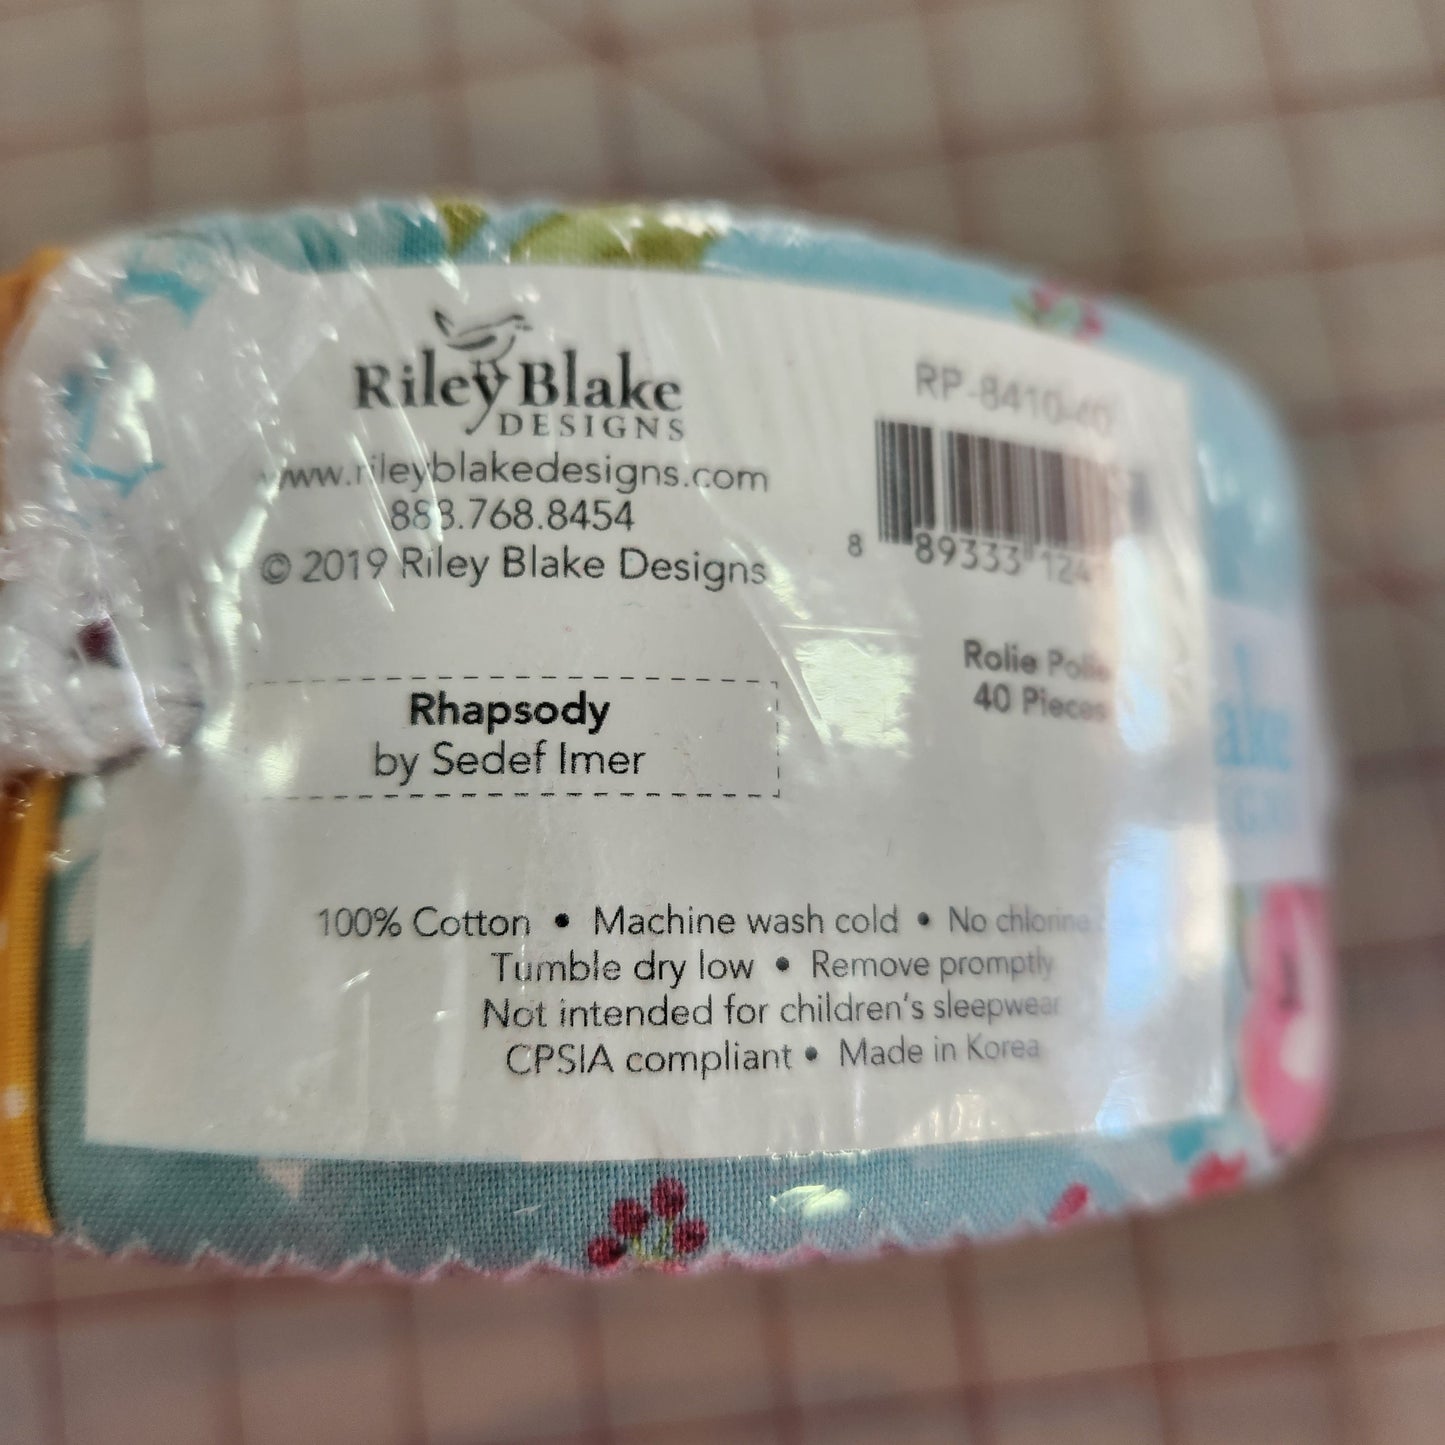 Riley Blake
DESIGNS
www.rileyblakedesigns.com
888.768.8454
© 2019 Riley Blake Designs
RP-8410-40
8 89333 124
Rolie Polie
40 Pieces
Rhapsody
by Sedef Imer
100% Cotton • Machine wash cold • No chlorine
Tumble dry low • Remove promptly
Not intended for children's sleepwear
CPSIA compliant • Made in Korea